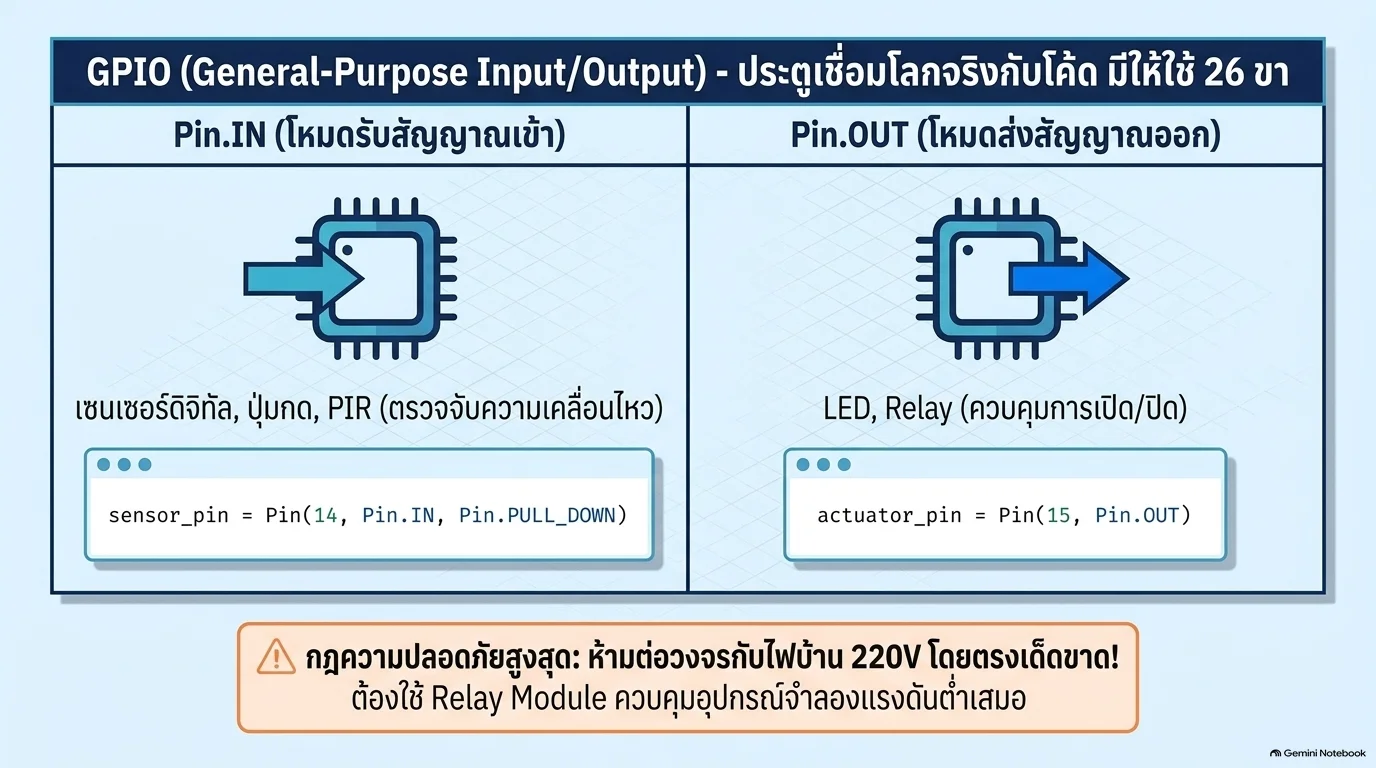 GPIO (General-Purpose Input/Output) - ประตูเชื่อมโลกจริงกับโค้ด มีให้ใช้ 26 ขา
Pin.IN (โหมดรับสัญญาณเข้า)
เซนเซอร์ดิจิทัล, ปุ่มกด, PIR (ตรวจจับความเคลื่อนไหว)
sensor_pin = Pin(14, Pin.IN, Pin.PULL_DOWN)
Pin.OUT (โหมดส่งสัญญาณออก)
LED, Relay (ควบคุมการเปิด/ปิด)
actuator_pin = Pin(15, Pin.OUT)
กฎความปลอดภัยสูงสุด: ห้ามต่อวงจรกับไฟบ้าน 220V โดยตรงเด็ดขาด!
ต้องใช้ Relay Module ควบคุมอุปกรณ์จำลองแรงดันต่ำเสมอ
Gemini Notebook